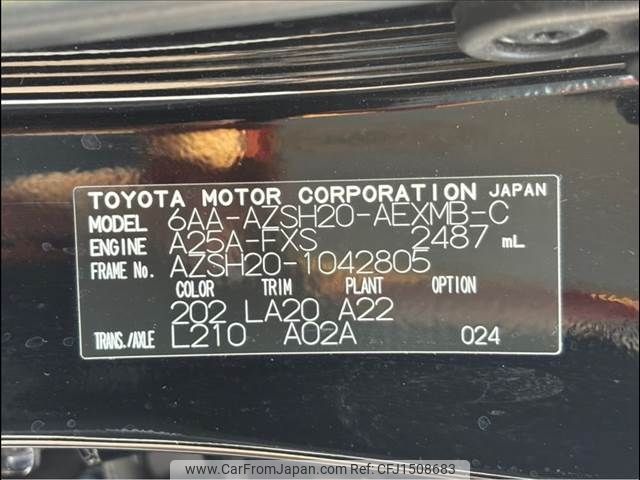 TOYOTA MOTOR CORPORATION JAPAN
MODEL 6AA-AZSH20-AEXMB-C
ENGINE A25A-FXS 2487 mL
FRAME No. AZSH20-1042805
COLOR TRIM PLANT OPTION
202 LA20 A22
TRANS./AXLE L210 A02A 024
www.CarFromJapan.com CFJ1508683